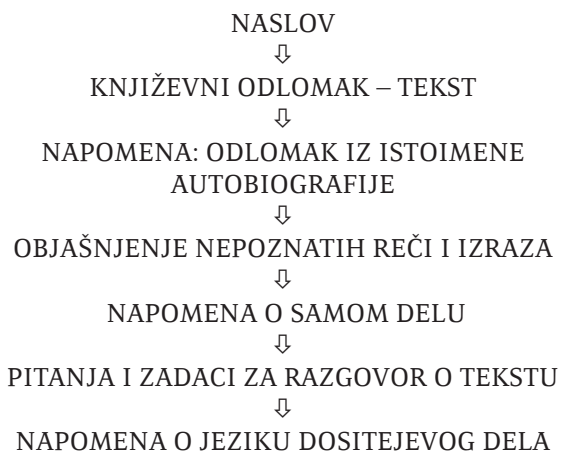 NASLOV
⇩
KNJIŽEVNI ODLOMAK – TEKST
⇩
NAPOMENA: ODLOMAK IZ ISTOIMENE
AUTOBIOGRAFIJE
⇩
OBJAŠNJENJE NEPOZNATIH REČI I IZRAZA
⇩
NAPOMENA O SAMOM DELU
⇩
PITANJA I ZADACI ZA RAZGOVOR O TEKSTU
⇩
NAPOMENA O JEZIKU DOSITEJEVOG DELA